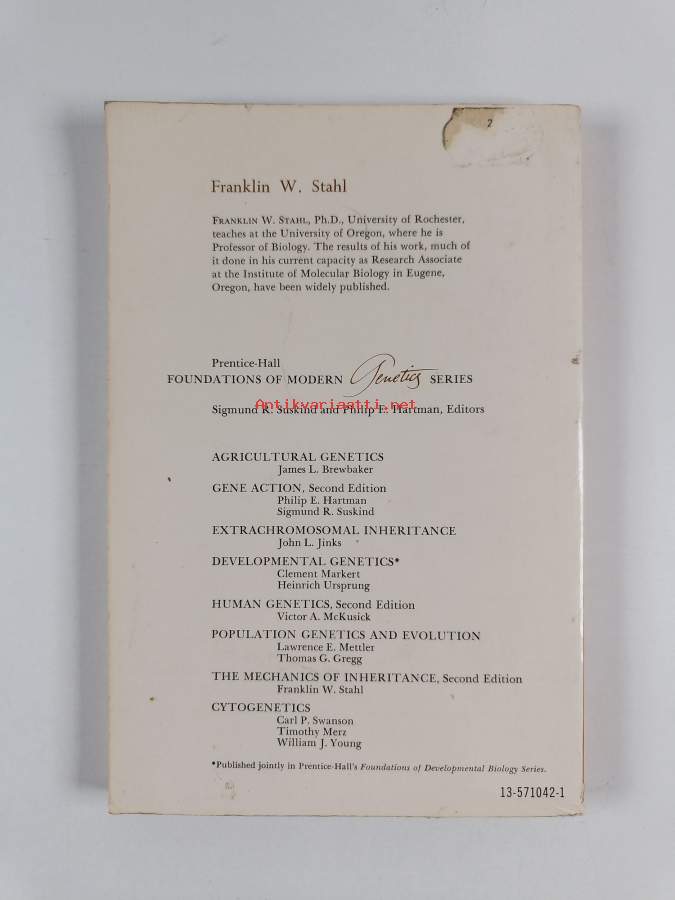 2
Franklin W. Stahl
FRANKLIN W. STAHL, Ph.D., University of Rochester,
teaches at the University of Oregon, where he is
Professor of Biology. The results of his work, much of
it done in his current capacity as Research Associate
at the Institute of Molecular Biology in Eugene,
Oregon, have been widely published.
Prentice-Hall
FOUNDATIONS OF MODERN Genetics SERIES
Antikvariaatti.net
Sigmund R. Suskind and Philip E. Hartman, Editors
AGRICULTURAL GENETICS
James L. Brewbaker
GENE ACTION, Second Edition
Philip E. Hartman
Sigmund R. Suskind
EXTRACHROMOSOMAL INHERITANCE
John L. Jinks
DEVELOPMENTAL GENETICS*
Clement Markert
Heinrich Ursprung
HUMAN GENETICS, Second Edition
Victor A. McKusick
POPULATION GENETICS AND EVOLUTION
Lawrence E. Mettler
Thomas G. Gregg
THE MECHANICS OF INHERITANCE, Second Edition
Franklin W. Stahl
CYTOGENETICS
Carl P. Swanson
Timothy Merz
William J. Young
*Published jointly in Prentice-Hall's Foundations of Developmental Biology Series.
13-571042-1